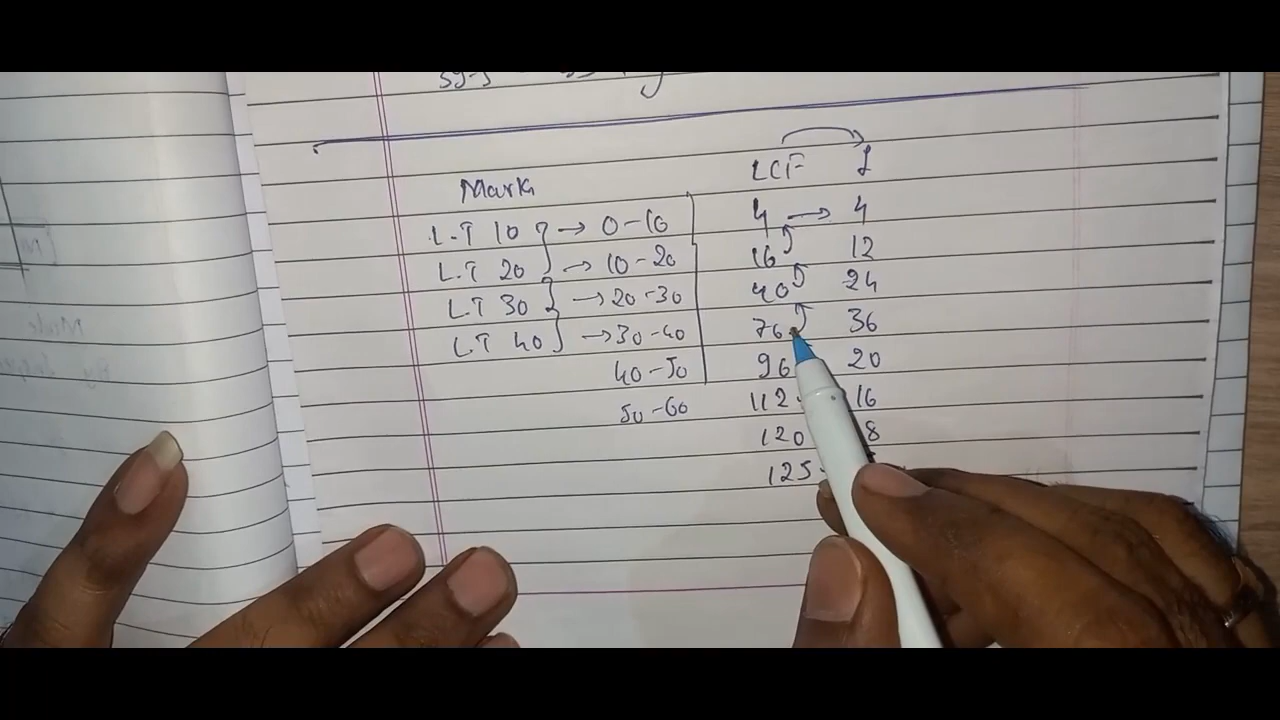 Mark LCF f
L.T 10 → 0-10 4 → 4
L.T 20 → 10-20 16 12
L.T 30 → 20-30 40 24
L.T 40 → 30-40 76 36
40-50 96 20
50-60 112 16
120 8
125